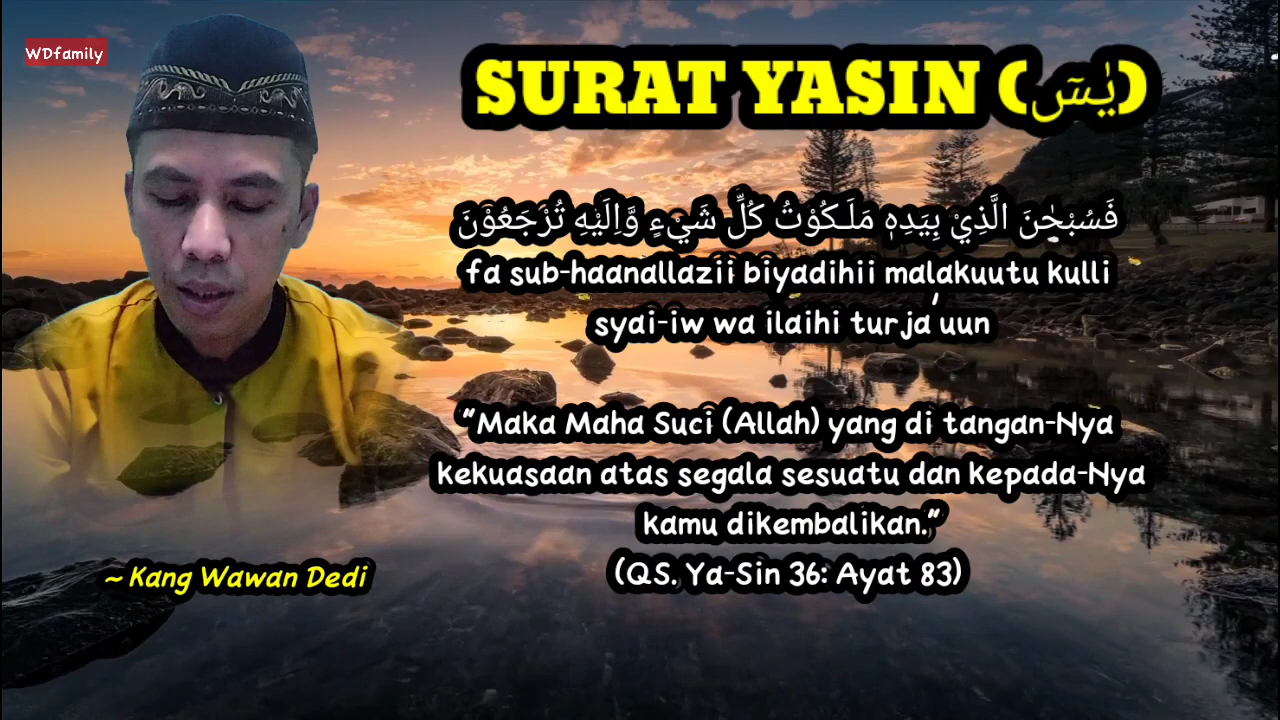 WDfamily
SURAT YASIN (يٰسٓ)
فَسُبْحٰنَ الَّذِيْ بِيَدِهٖ مَلَكُوْتُ كُلِّ شَيْءٍ وَّاِلَيْهِ تُرْجَعُوْنَ
fa sub-haanallazii biyadihii malakuutu kulli
syai-iw wa ilaihi turja'uun
"Maka Maha Suci (Allah) yang di tangan-Nya
kekuasaan atas segala sesuatu dan kepada-Nya
kamu dikembalikan."
(QS. Ya-Sin 36: Ayat 83)
~ Kang Wawan Dedi